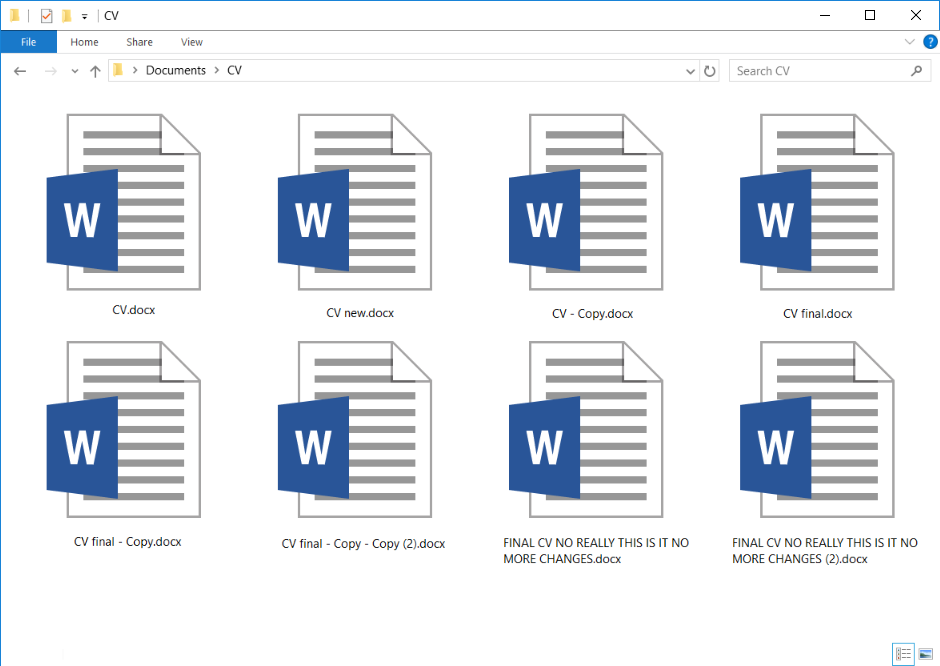 CV
File Home Share View
?
Documents CV
Search CV
W W W W
CV.docx CV new.docx CV - Copy.docx CV final.docx
W W W W
CV final - Copy.docx CV final - Copy - Copy (2).docx FINAL CV NO REALLY THIS IS IT NO FINAL CV NO REALLY THIS IS IT NO
MORE CHANGES.docx MORE CHANGES (2).docx